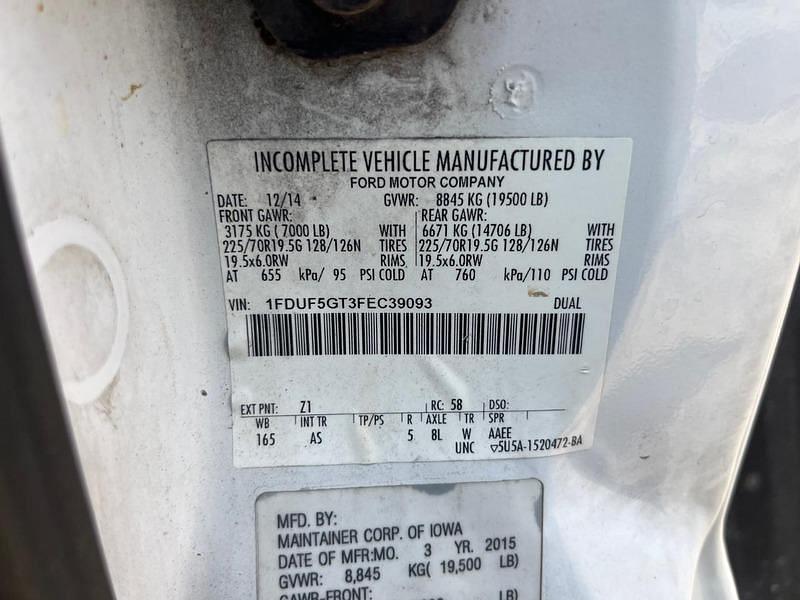 INCOMPLETE VEHICLE MANUFACTURED BY
FORD MOTOR COMPANY
DATE: 12/14 GVWR: 8845 KG (19500 LB)
FRONT GAWR: REAR GAWR:
3175 KG ( 7000 LB) WITH 6671 KG (14706 LB) WITH
225/70R19.5G 128/126N TIRES 225/70R19.5G 128/126N TIRES
19.5x6.0RW RIMS 19.5x6.0RW RIMS
AT 655 kPa/ 95 PSI COLD AT 760 kPa/110 PSI COLD
VIN: 1FDUF5GT3FEC39093 DUAL
EXT PNT: Z1 RC: 58 DSO:
WB INT TR TP/PS R AXLE TR SPR
165 AS 5 8L W AAEE
UNC ▽5U5A-1520472-BA
MFD. BY:
MAINTAINER CORP. OF IOWA
DATE OF MFR:MO. 3 YR. 2015
GVWR: 8,845 KG( 19,500 LB)
GAWR-FRONT: LB)